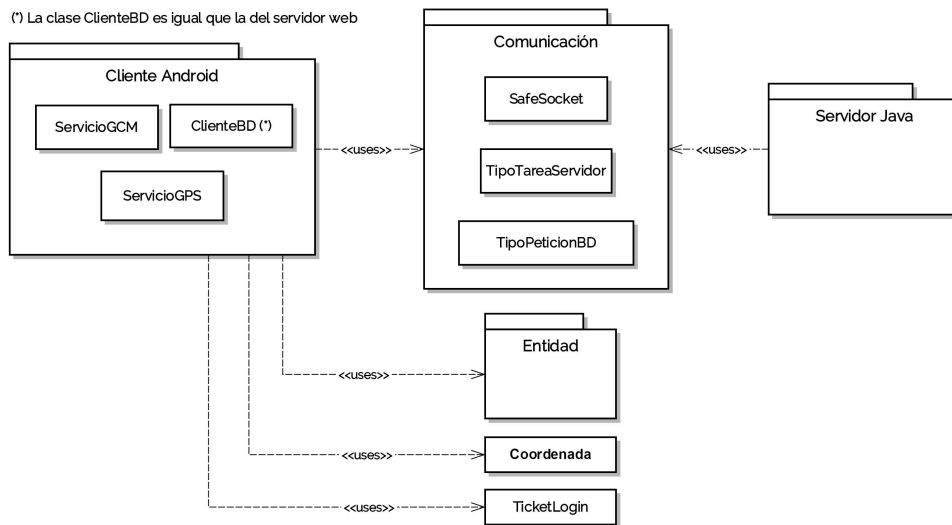 (*) La clase ClienteBD es igual que la del servidor web
Cliente Android
ServicioGCM
ClienteBD (*)
ServicioGPS
<<uses>>
Comunicación
SafeSocket
TipoTareaServidor
TipoPeticionBD
<<uses>>
Servidor Java
<<uses>>
Entidad
<<uses>>
Coordenada
<<uses>>
TicketLogin